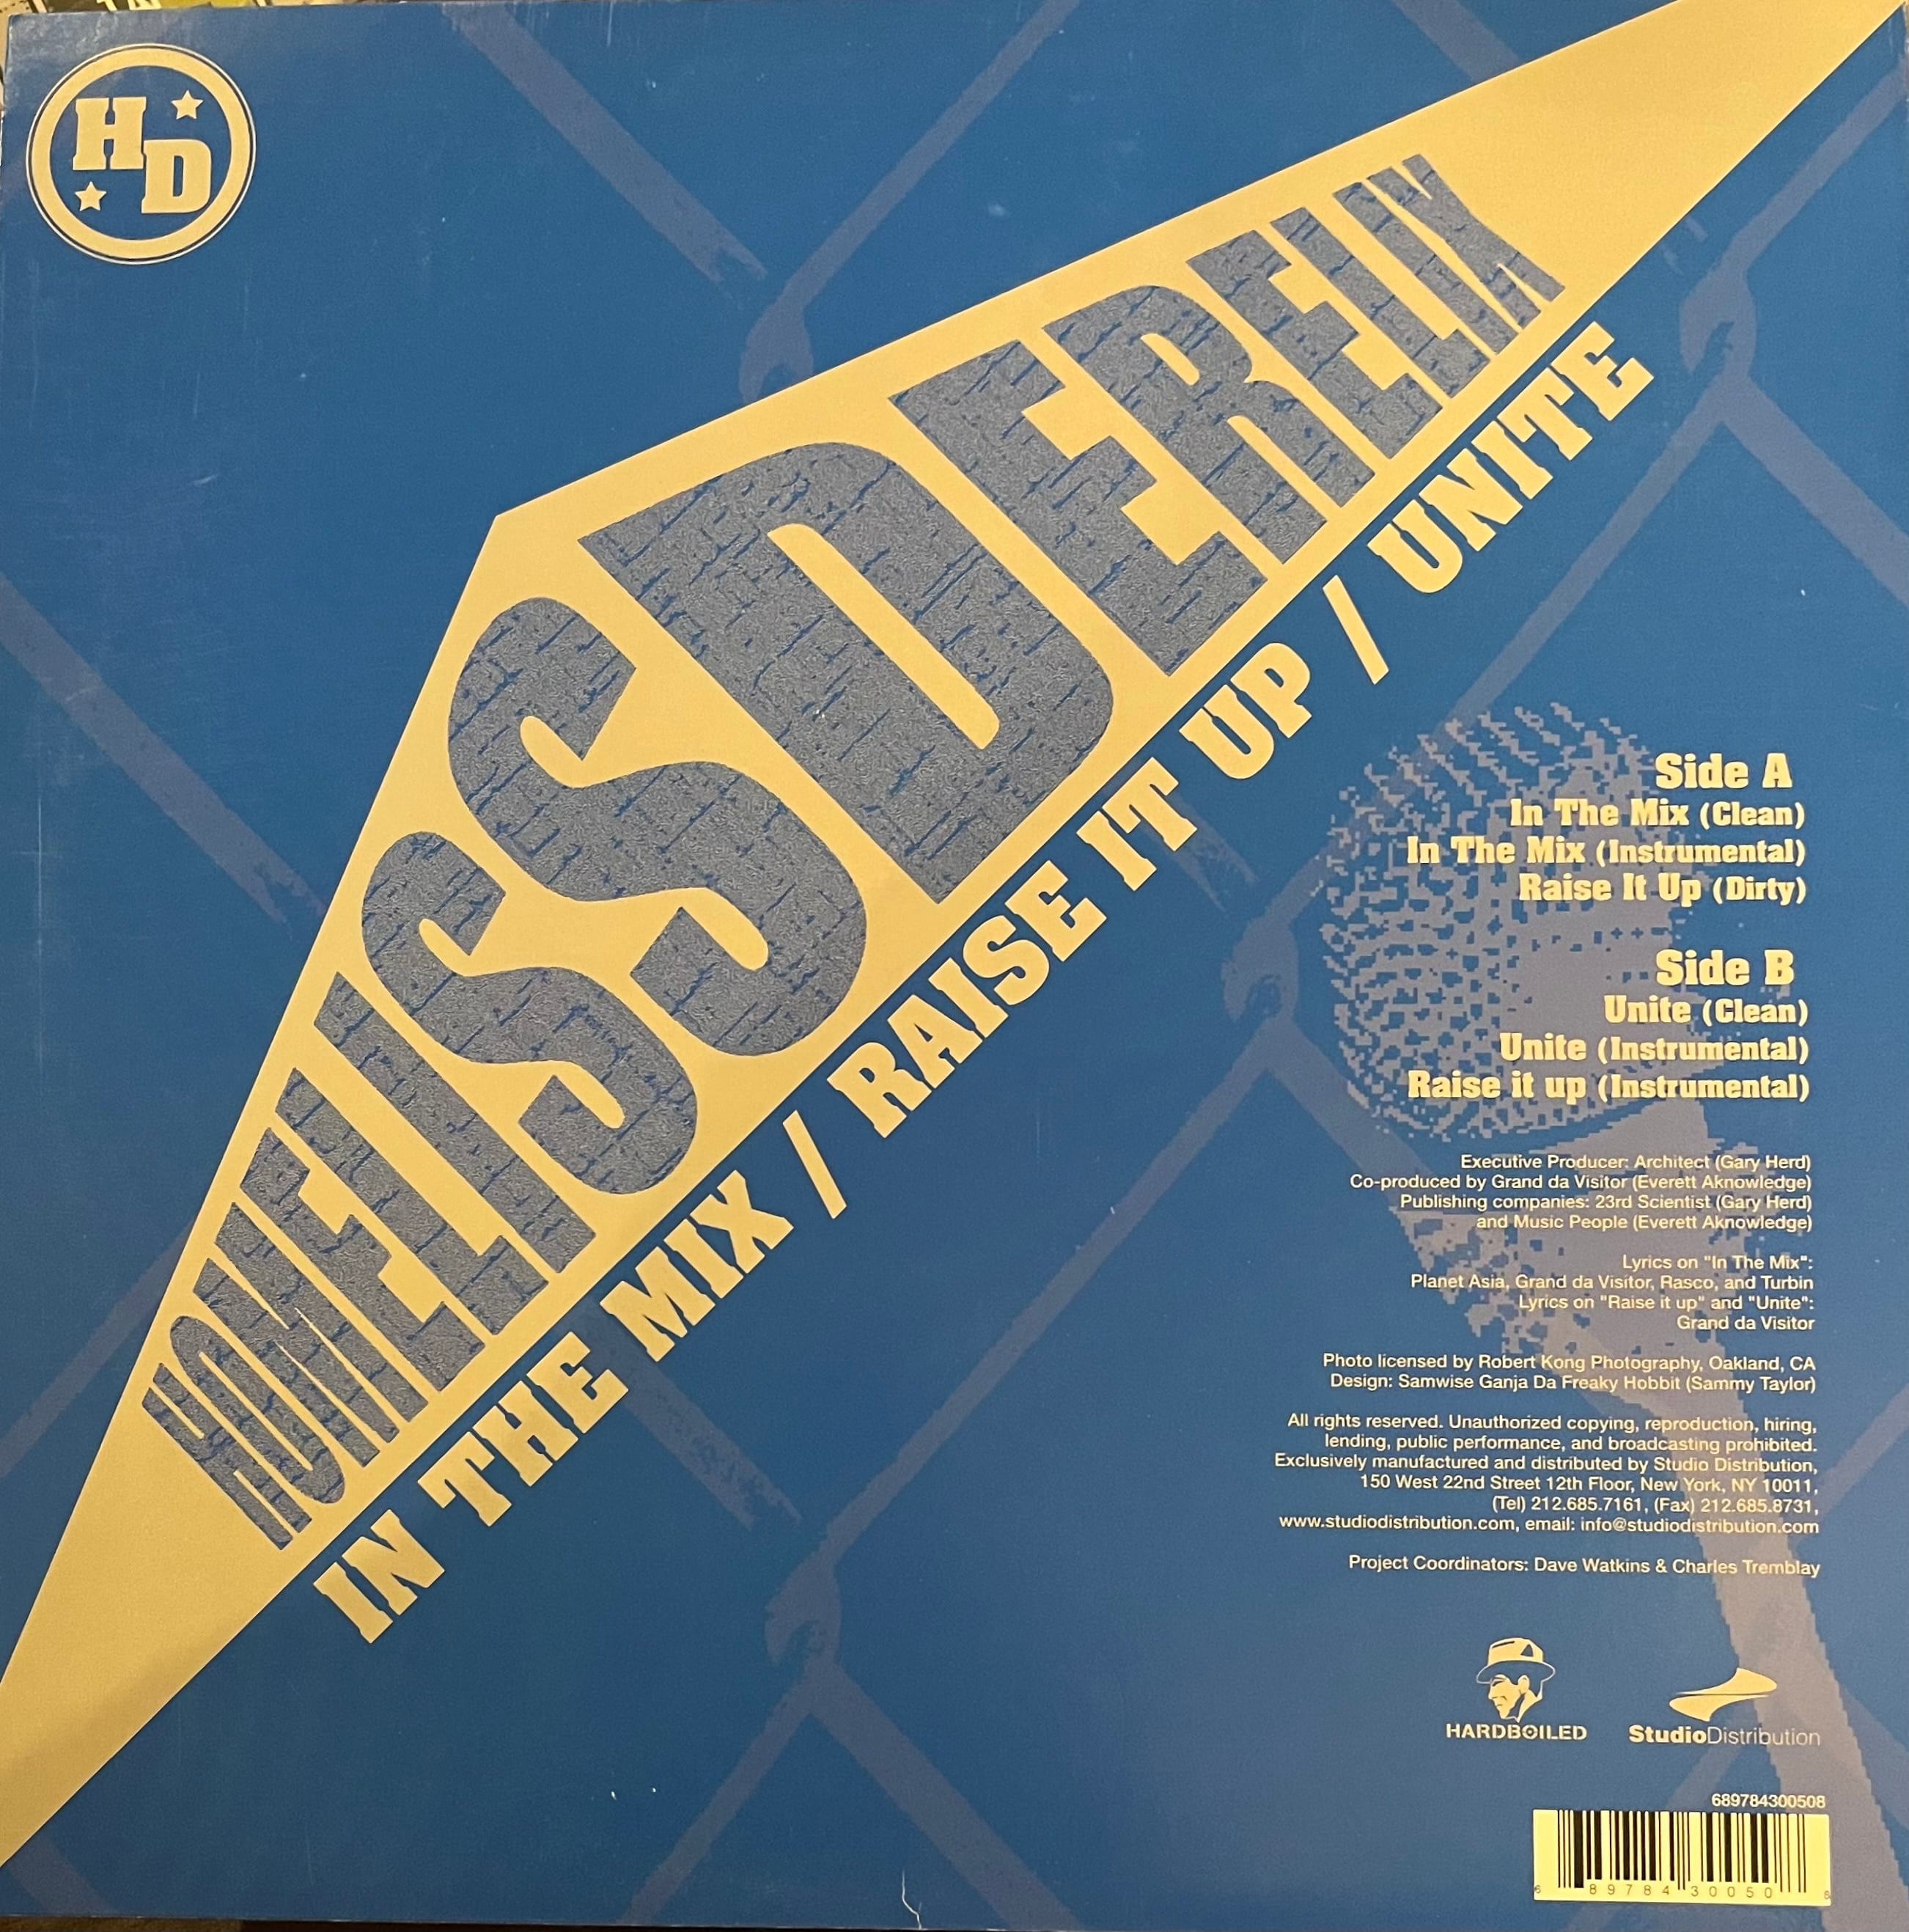 HD
HOMELISS DERELIX
IN THE MIX / RAISE IT UP / UNITE
Side A
In The Mix (Clean)
In The Mix (Instrumental)
Raise It Up (Dirty)
Side B
Unite (Clean)
Unite (Instrumental)
Raise it up (Instrumental)
Executive Producer: Architect (Gary Herd)
Co-produced by Grand da Visitor (Everett Aknowledge)
Publishing companies: 23rd Scientist (Gary Herd)
and Music People (Everett Aknowledge)
Lyrics on "In The Mix":
Planet Asia, Grand da Visitor, Rasco, and Turbin
Lyrics on "Raise it up" and "Unite":
Grand da Visitor
Photo licensed by Robert Kong Photography, Oakland, CA
Design: Samwise Ganja Da Freaky Hobbit (Sammy Taylor)
All rights reserved. Unauthorized copying, reproduction, hiring,
lending, public performance, and broadcasting prohibited.
Exclusively manufactured and distributed by Studio Distribution,
150 West 22nd Street 12th Floor, New York, NY 10011,
(Tel) 212.685.7161, (Fax) 212.685.8731,
www.studiodistribution.com, email: info@studiodistribution.com
Project Coordinators: Dave Watkins & Charles Tremblay
HARDBOILED
StudioDistribution
689784300508
6 89784 30050 8